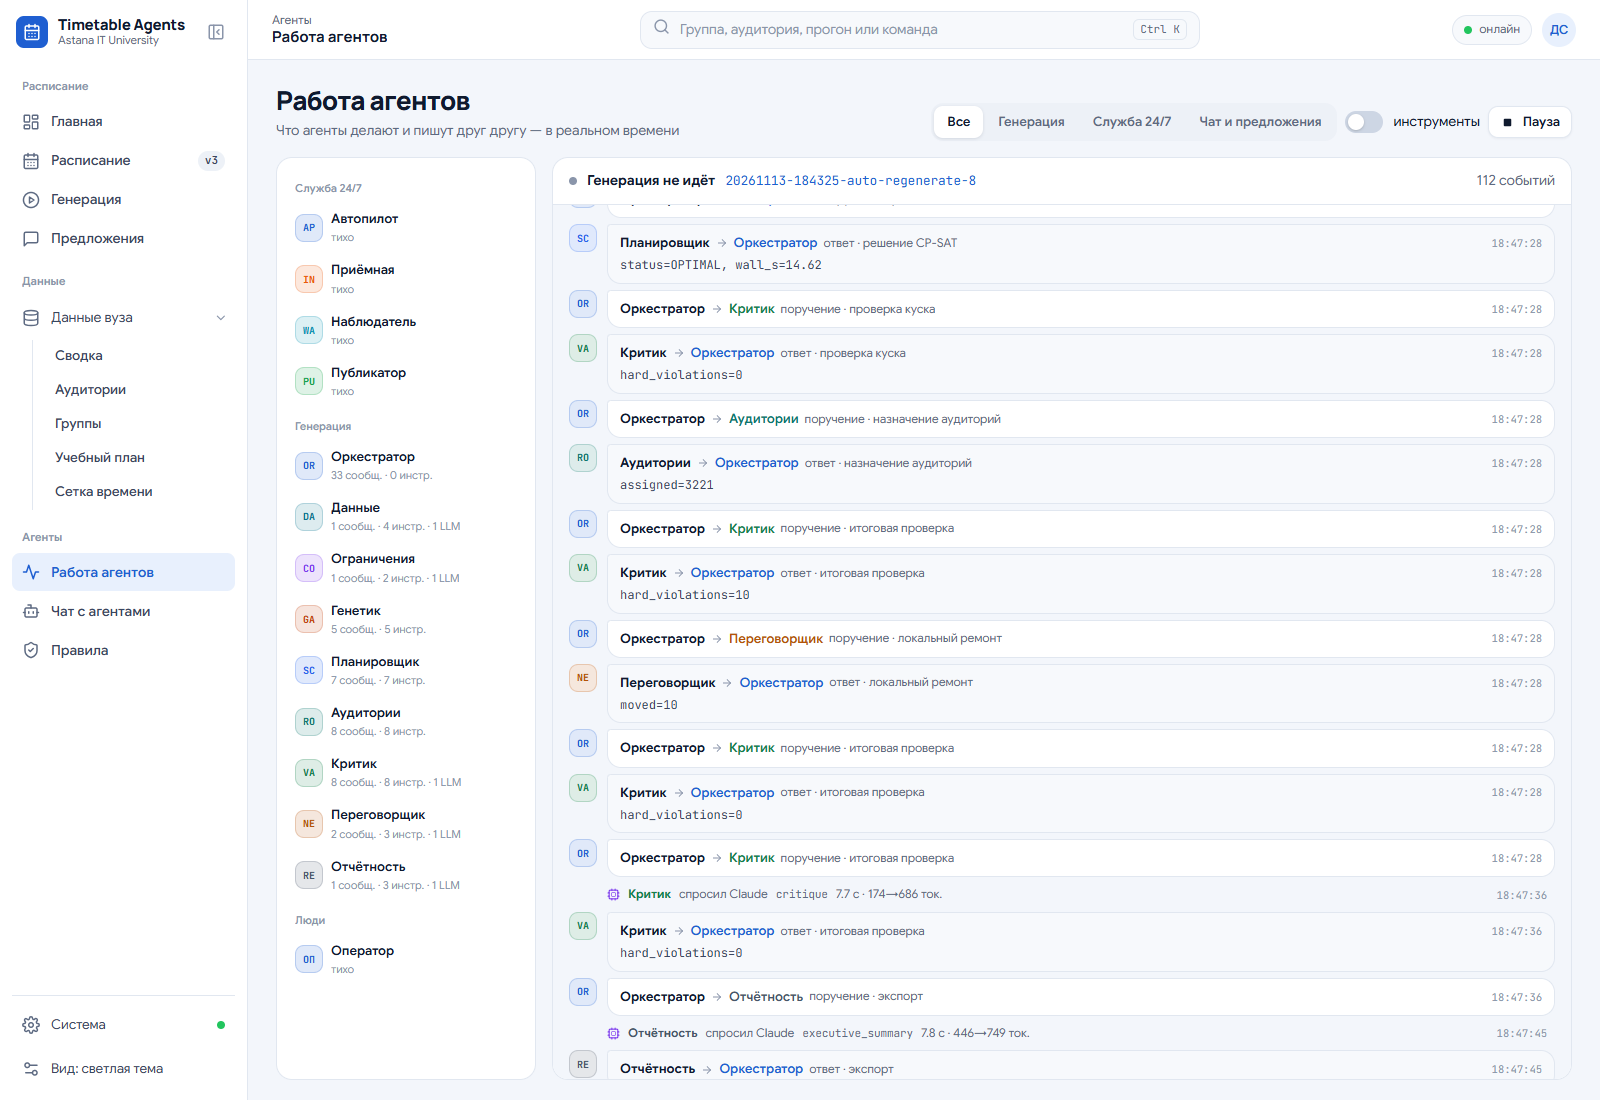 Timetable Agents
Astana IT University
Расписание
Главная
Расписание v3
Генерация
Предложения
Данные
Данные вуза
Сводка
Аудитории
Группы
Учебный план
Сетка времени
Агенты
Работа агентов
Чат с агентами
Правила
Система
Вид: светлая тема
Агенты
Работа агентов
Группа, аудитория, прогон или команда Ctrl K
онлайн
ДС
Работа агентов
Что агенты делают и пишут друг другу — в реальном времени
Все Генерация Служба 24/7 Чат и предложения инструменты Пауза
Служба 24/7
AP Автопилот
тихо
IN Приёмная
тихо
WA Наблюдатель
тихо
PU Публикатор
тихо
Генерация
OR Оркестратор
33 сообщ. · 0 инстр.
DA Данные
1 сообщ. · 4 инстр. · 1 LLM
CO Ограничения
1 сообщ. · 2 инстр. · 1 LLM
GA Генетик
5 сообщ. · 5 инстр.
SC Планировщик
7 сообщ. · 7 инстр.
RO Аудитории
8 сообщ. · 8 инстр.
VA Критик
8 сообщ. · 8 инстр. · 1 LLM
NE Переговорщик
2 сообщ. · 3 инстр. · 1 LLM
RE Отчётность
1 сообщ. · 3 инстр. · 1 LLM
Люди
ОП Оператор
тихо
Генерация не идёт 20261113-184325-auto-regenerate-8 112 событий
SC Планировщик → Оркестратор ответ · решение CP-SAT 18:47:28
status=OPTIMAL, wall_s=14.62
OR Оркестратор → Критик поручение · проверка куска 18:47:28
VA Критик → Оркестратор ответ · проверка куска 18:47:28
hard_violations=0
OR Оркестратор → Аудитории поручение · назначение аудиторий 18:47:28
RO Аудитории → Оркестратор ответ · назначение аудиторий 18:47:28
assigned=3221
OR Оркестратор → Критик поручение · итоговая проверка 18:47:28
VA Критик → Оркестратор ответ · итоговая проверка 18:47:28
hard_violations=10
OR Оркестратор → Переговорщик поручение · локальный ремонт 18:47:28
NE Переговорщик → Оркестратор ответ · локальный ремонт 18:47:28
moved=10
OR Оркестратор → Критик поручение · итоговая проверка 18:47:28
VA Критик → Оркестратор ответ · итоговая проверка 18:47:28
hard_violations=0
OR Оркестратор → Критик поручение · итоговая проверка 18:47:28
Критик спросил Claude critique 7.7 с · 174→686 ток. 18:47:36
VA Критик → Оркестратор ответ · итоговая проверка 18:47:36
hard_violations=0
OR Оркестратор → Отчётность поручение · экспорт 18:47:36
Отчётность спросил Claude executive_summary 7.8 с · 446→749 ток. 18:47:45
RE Отчётность → Оркестратор ответ · экспорт 18:47:45